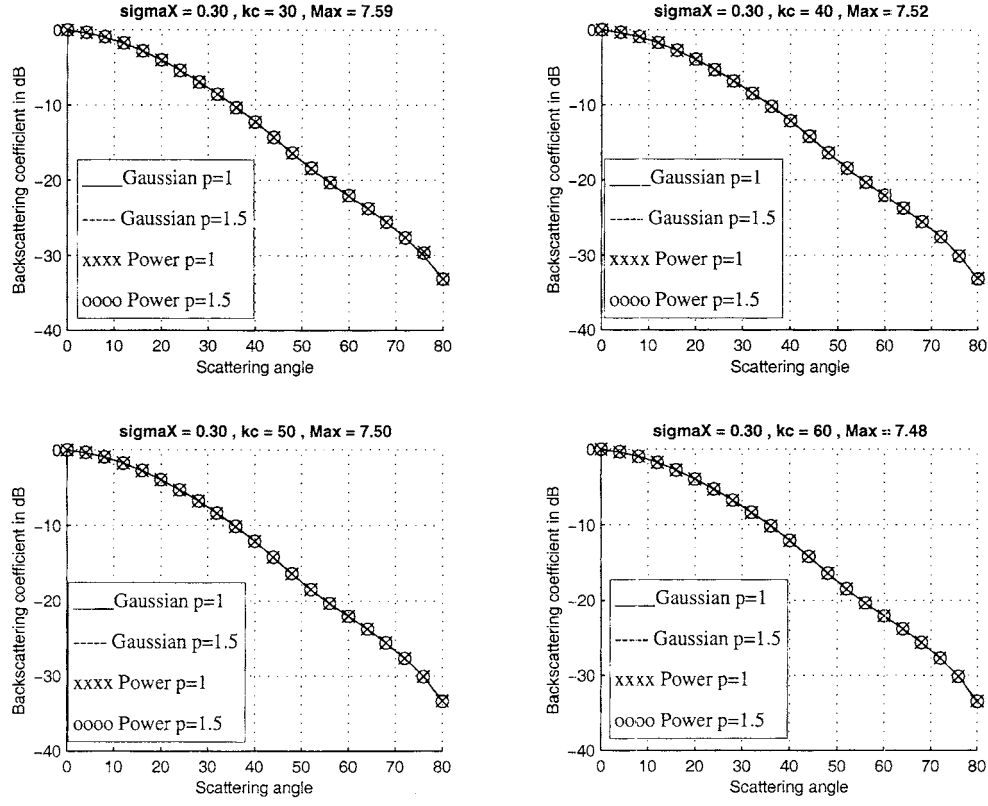 sigmaX = 0.30 , kc = 30 , Max = 7.59
Backscattering coefficient in dB
0
-10
-20
-30
-40
____Gaussian p=1
----- Gaussian p=1.5
xxxx Power p=1
oooo Power p=1.5
0 10 20 30 40 50 60 70 80
Scattering angle
sigmaX = 0.30 , kc = 40 , Max = 7.52
Backscattering coefficient in dB
0
-10
-20
-30
-40
____Gaussian p=1
----- Gaussian p=1.5
xxxx Power p=1
oooo Power p=1.5
0 10 20 30 40 50 60 70 80
Scattering angle
sigmaX = 0.30 , kc = 50 , Max = 7.50
Backscattering coefficient in dB
0
-10
-20
-30
-40
____Gaussian p=1
----- Gaussian p=1.5
xxxx Power p=1
oooo Power p=1.5
0 10 20 30 40 50 60 70 80
Scattering angle
sigmaX = 0.30 , kc = 60 , Max = 7.48
Backscattering coefficient in dB
0
-10
-20
-30
-40
____Gaussian p=1
----- Gaussian p=1.5
xxxx Power p=1
oooo Power p=1.5
0 10 20 30 40 50 60 70 80
Scattering angle